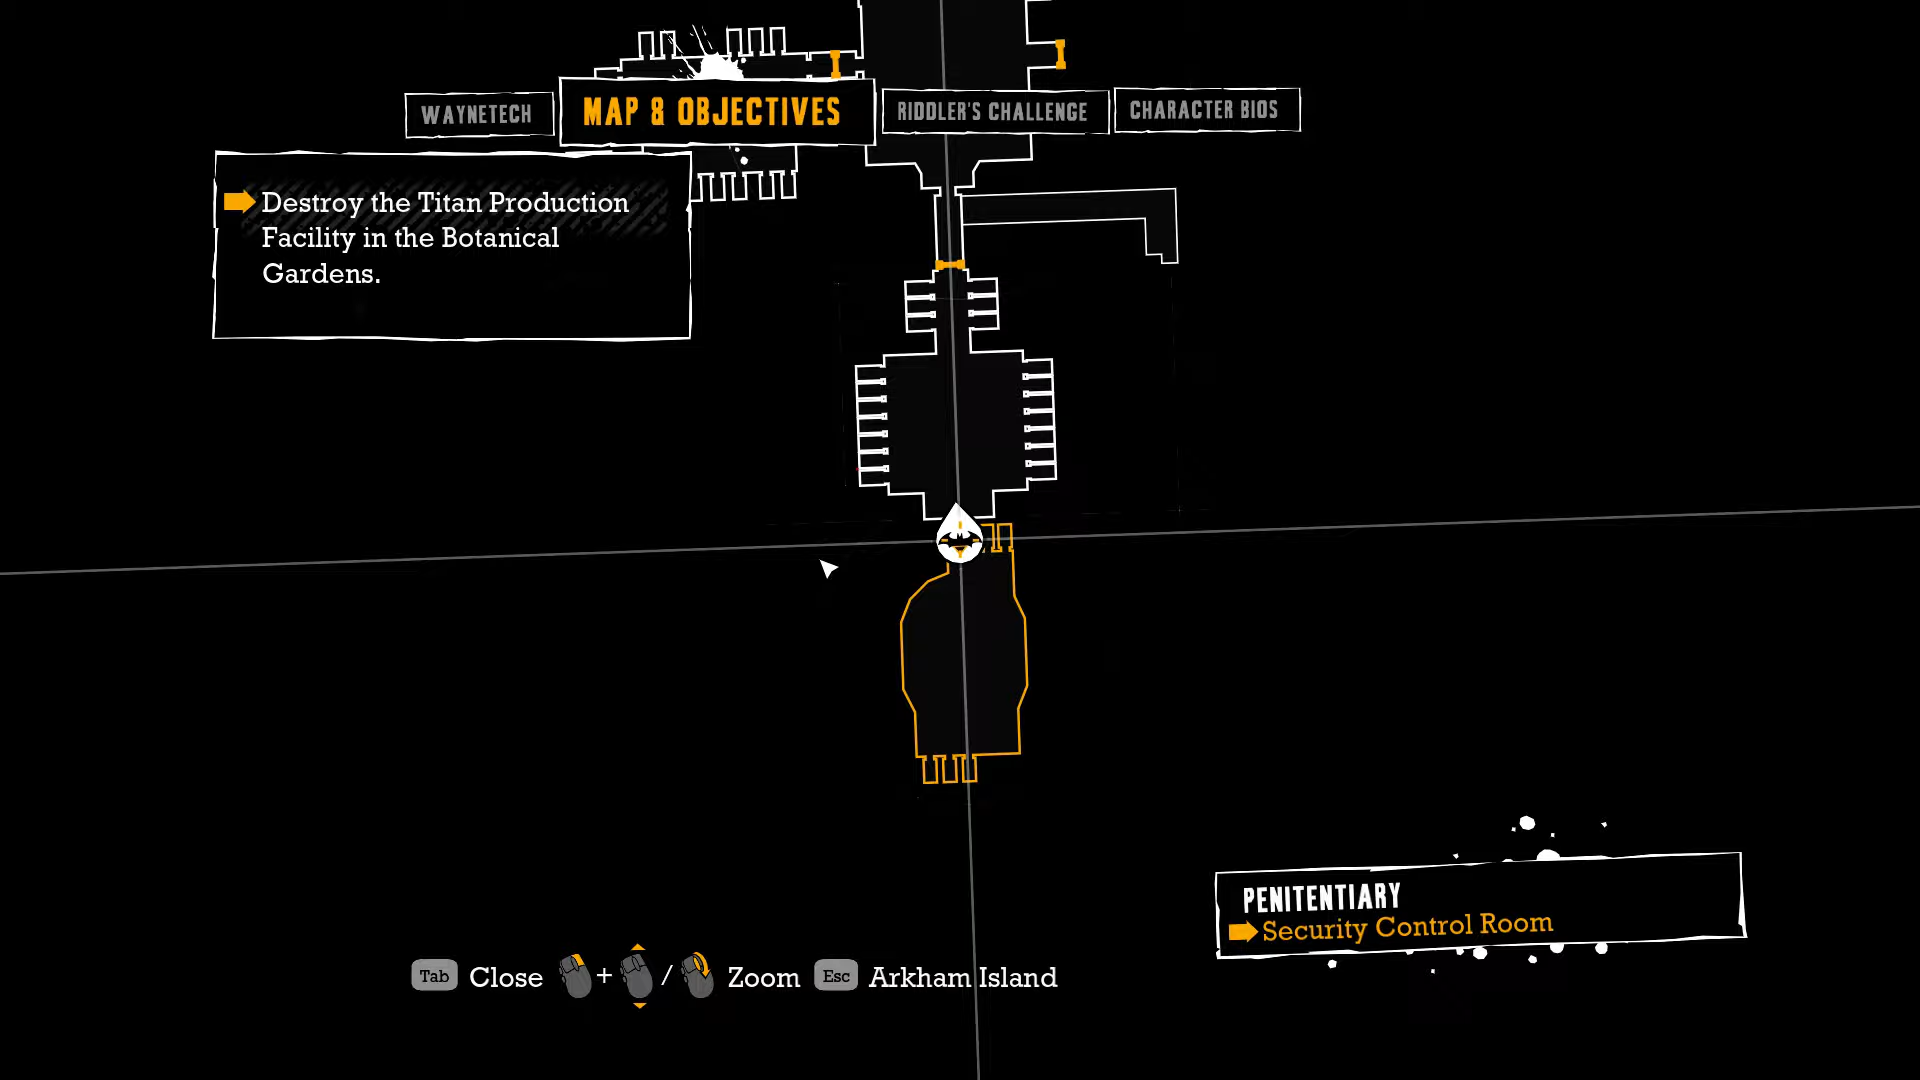 WAYNETECH
MAP & OBJECTIVES
RIDDLER'S CHALLENGE
CHARACTER BIOS
Destroy the Titan Production
Facility in the Botanical
Gardens.
PENITENTIARY
Security Control Room
Tab Close + / Zoom Esc Arkham Island